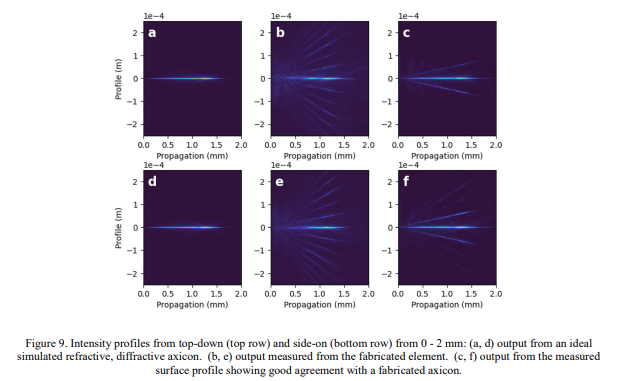 1e−4 1e−4 1e−4
a b c
2 2 2
1 1 1
0 0 0
−1 −1 −1
−2 −2 −2
Profile (m)
0.0 0.5 1.0 1.5 2.0 0.0 0.5 1.0 1.5 2.0 0.0 0.5 1.0 1.5 2.0
Propagation (mm) Propagation (mm) Propagation (mm)
1e−4 1e−4 1e−4
d e f
2 2 2
1 1 1
0 0 0
−1 −1 −1
−2 −2 −2
Profile (m)
0.0 0.5 1.0 1.5 2.0 0.0 0.5 1.0 1.5 2.0 0.0 0.5 1.0 1.5 2.0
Propagation (mm) Propagation (mm) Propagation (mm)
Figure 9. Intensity profiles from top-down (top row) and side-on (bottom row) from 0 - 2 mm: (a, d) output from an ideal
simulated refractive, diffractive axicon. (b, e) output measured from the fabricated element. (c, f) output from the measured
surface profile showing good agreement with a fabricated axicon.